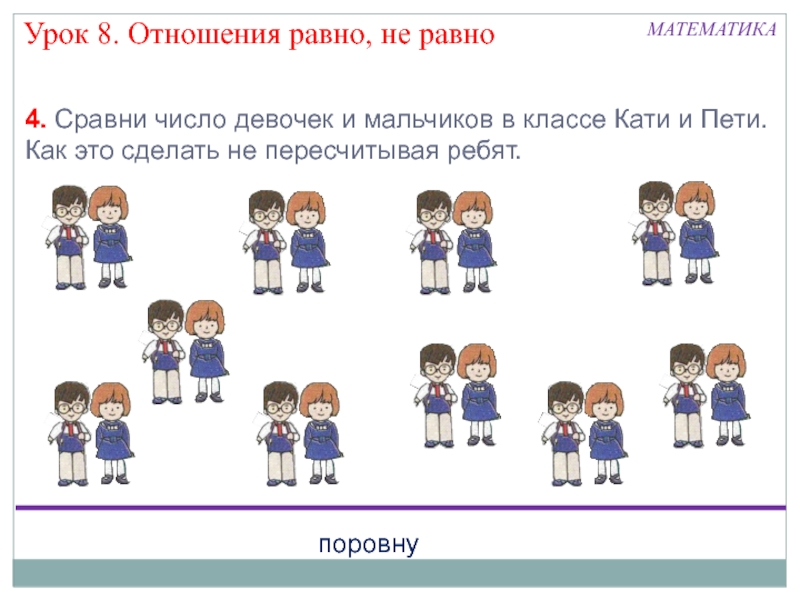 Урок 8. Отношения равно, не равно
МАТЕМАТИКА
4. Сравни число девочек и мальчиков в классе Кати и Пети.
Как это сделать не пересчитывая ребят.
поровну